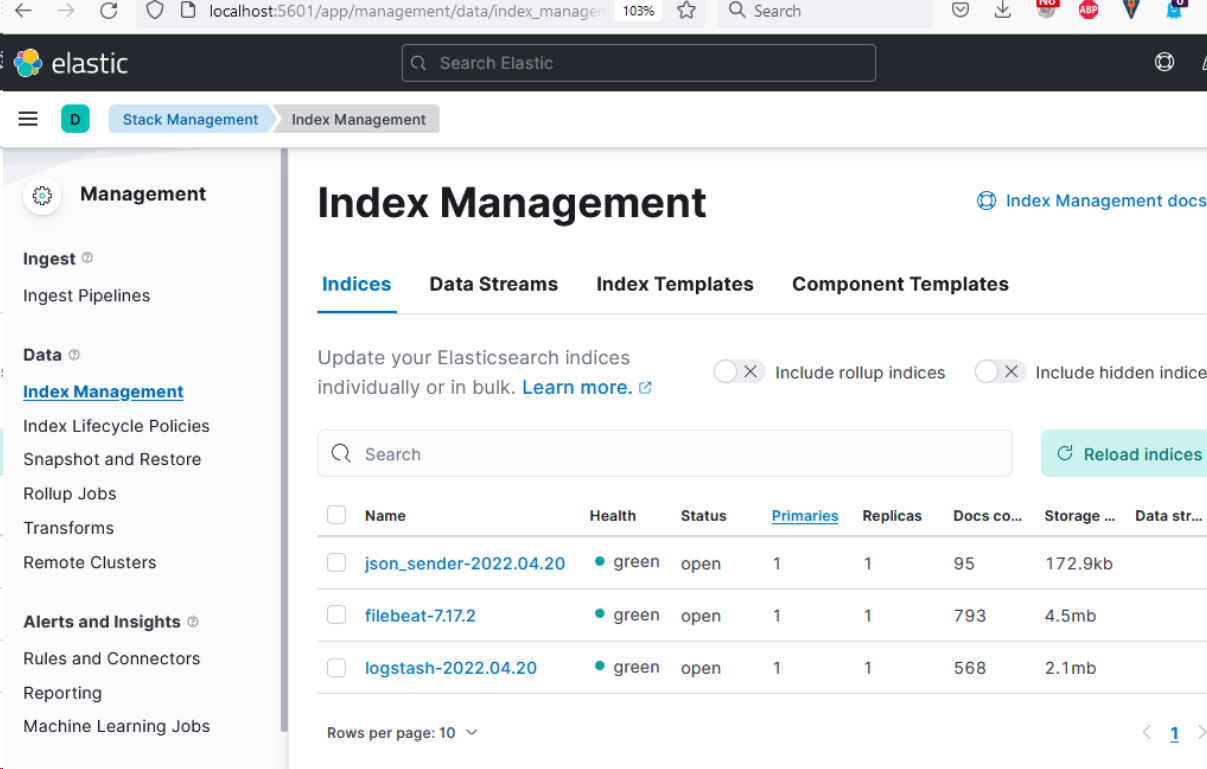 localhost:5601/app/management/data/index_manage
103%
Search
No
ABP
0
elastic
Search Elastic
D
Stack Management
Index Management
Management
Ingest
Ingest Pipelines
Data
Index Management
Index Lifecycle Policies
Snapshot and Restore
Rollup Jobs
Transforms
Remote Clusters
Alerts and Insights
Rules and Connectors
Reporting
Machine Learning Jobs
Index Management
Index Management docs
Indices Data Streams Index Templates Component Templates
Update your Elasticsearch indices
individually or in bulk. Learn more.
Include rollup indices
Include hidden indice
Search
Reload indices
Name Health Status Primaries Replicas Docs co... Storage ... Data str...
json_sender-2022.04.20 green open 1 1 95 172.9kb
filebeat-7.17.2 green open 1 1 793 4.5mb
logstash-2022.04.20 green open 1 1 568 2.1mb
Rows per page: 10
1